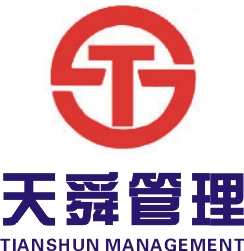 天舜管理
TIANSHUN MANAGEMENT